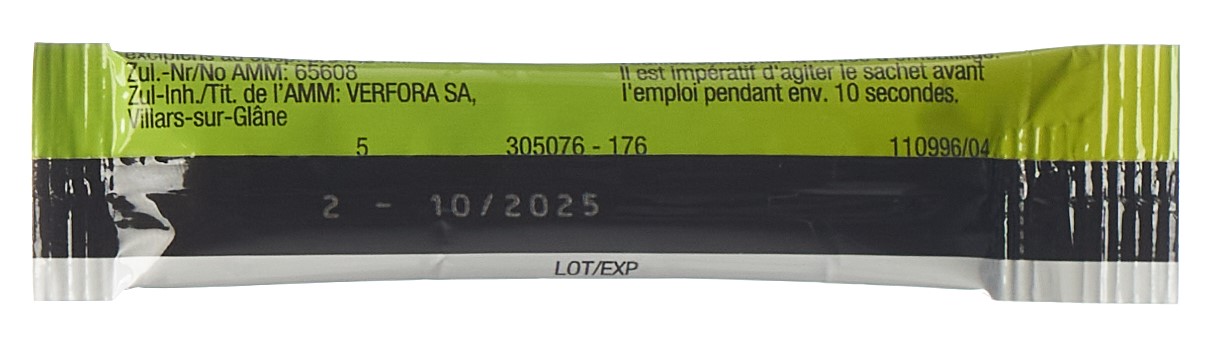 Zul.-Nr/No AMM: 65608
Zul-Inh./Tit. de l'AMM: VERFORA SA,
Villars-sur-Glâne
Il est impératif d'agiter le sachet avant
l'emploi pendant env. 10 secondes.
5 305076 - 176 110996/04
2 - 10/2025
LOT/EXP